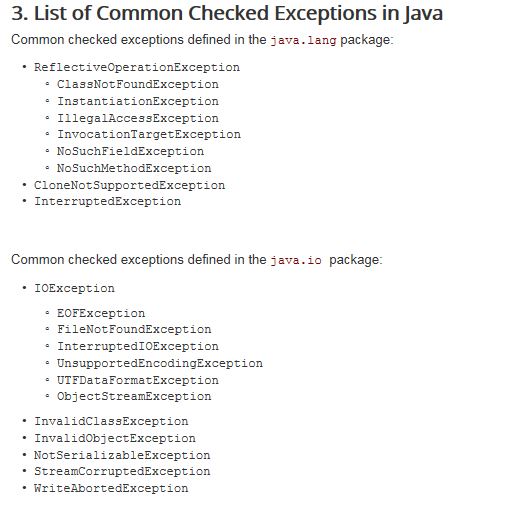 3. List of Common Checked Exceptions in Java
Common checked exceptions defined in the java.lang package:
• ReflectiveOperationException
∘ ClassNotFoundException
∘ InstantiationException
∘ IllegalAccessException
∘ InvocationTargetException
∘ NoSuchFieldException
∘ NoSuchMethodException
• CloneNotSupportedException
• InterruptedException
Common checked exceptions defined in the java.io package:
• IOException
∘ EOFException
∘ FileNotFoundException
∘ InterruptedIOException
∘ UnsupportedEncodingException
∘ UTFDataFormatException
∘ ObjectStreamException
• InvalidClassException
• InvalidObjectException
• NotSerializableException
• StreamCorruptedException
• WriteAbortedException